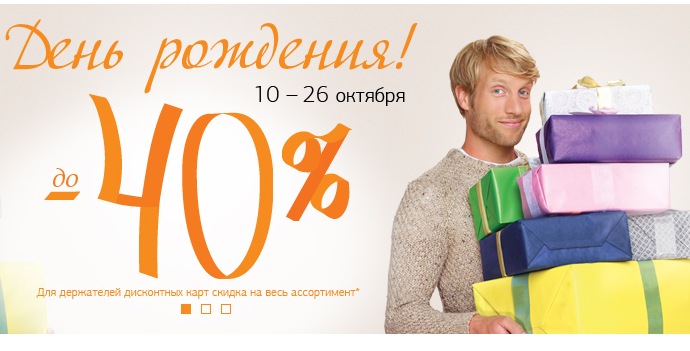 День рождения!
10 – 26 октября
до 40%
Для держателей дисконтных карт скидка на весь ассортимент*